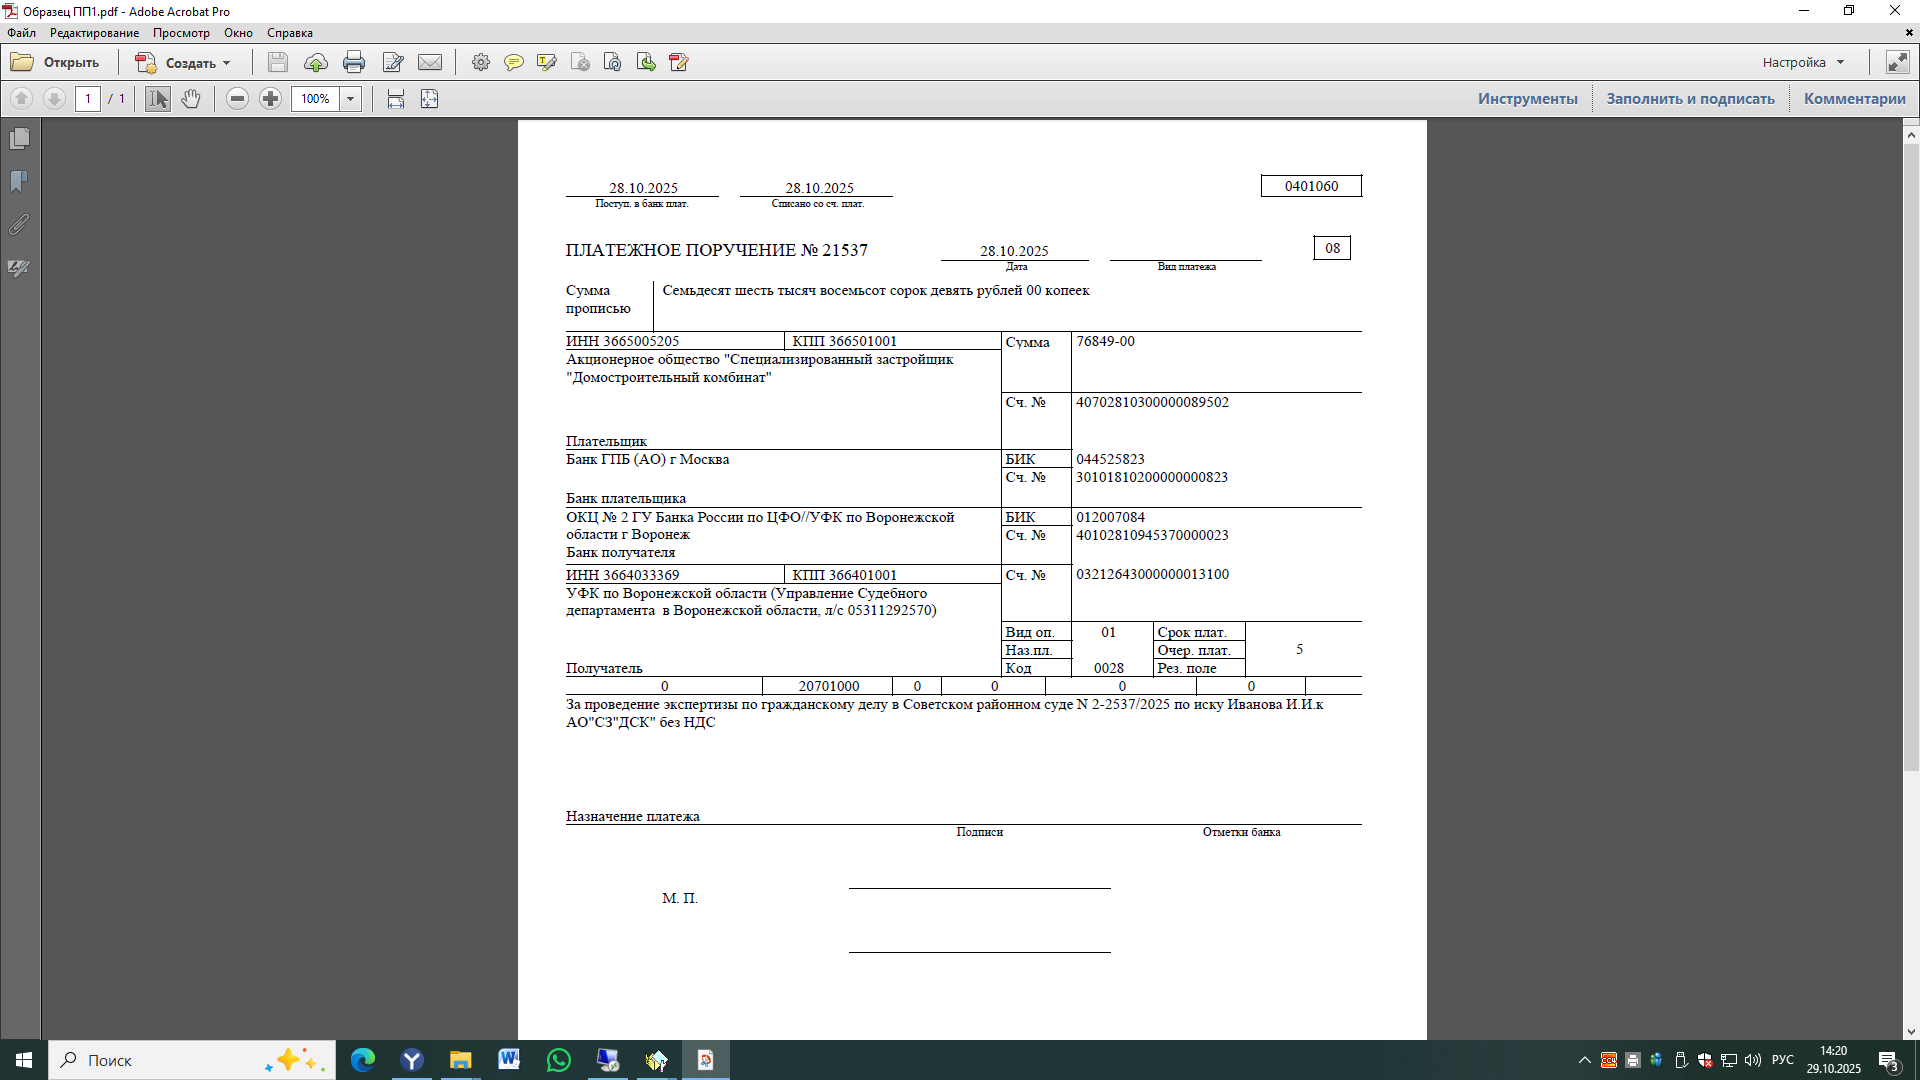 Образец ПП1.pdf - Adobe Acrobat Pro
Файл Редактирование Просмотр Окно Справка
Открыть Создать Настройка
1 / 1 100% Инструменты Заполнить и подписать Комментарии
28.10.2025 28.10.2025 0401060
Поступ. в банк плат. Списано со сч. плат.
ПЛАТЕЖНОЕ ПОРУЧЕНИЕ № 21537 28.10.2025 08
Дата Вид платежа
Сумма прописью Семьдесят шесть тысяч восемьсот сорок девять рублей 00 копеек
ИНН 3665005205 КПП 366501001 Сумма 76849-00
Акционерное общество "Специализированный застройщик
"Домостроительный комбинат"
Сч. № 40702810300000089502
Плательщик
Банк ГПБ (АО) г Москва БИК 044525823
Сч. № 30101810200000000823
Банк плательщика
ОКЦ № 2 ГУ Банка России по ЦФО//УФК по Воронежской БИК 012007084
области г Воронеж Сч. № 40102810945370000023
Банк получателя
ИНН 3664033369 КПП 366401001 Сч. № 03212643000000013100
УФК по Воронежской области (Управление Судебного
департамента в Воронежской области, л/с 05311292570)
Вид оп. 01 Срок плат.
Наз.пл. Очер. плат. 5
Получатель Код 0028 Рез. поле
0 20701000 0 0 0 0
За проведение экспертизы по гражданскому делу в Советском районном суде N 2-2537/2025 по иску Иванова И.И.к
АО"СЗ"ДСК" без НДС
Назначение платежа
Подписи Отметки банка
М. П.
Поиск РУС 14:20
29.10.2025 3